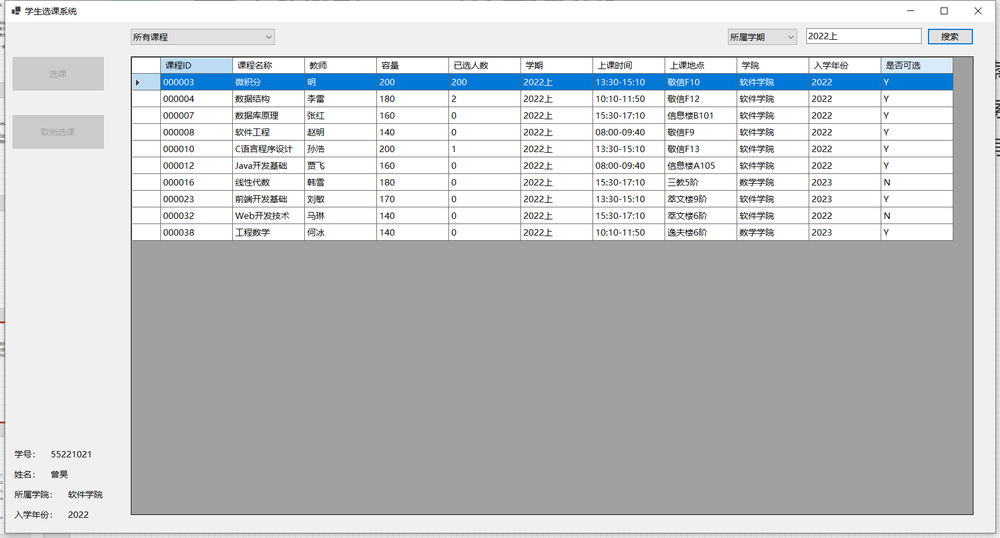 学生选课系统
所有课程 所属学期 2022上 搜索
选课
取消选课
课程ID 课程名称 教师 容量 已选人数 学期 上课时间 上课地点 学院 入学年份 是否可选
000003 微积分 明 200 200 2022上 13:30-15:10 敬信F10 软件学院 2022 Y
000004 数据结构 李雷 180 2 2022上 10:10-11:50 敬信F12 软件学院 2022 Y
000007 数据库原理 张红 160 0 2022上 15:30-17:10 信息楼B101 软件学院 2022 Y
000008 软件工程 赵明 140 0 2022上 08:00-09:40 敬信F9 软件学院 2022 Y
000010 C语言程序设计 孙浩 200 1 2022上 13:30-15:10 敬信F13 软件学院 2022 Y
000012 Java开发基础 贾飞 160 0 2022上 08:00-09:40 信息楼A105 软件学院 2022 Y
000016 线性代数 韩雪 180 0 2022上 15:30-17:10 三教5阶 数学学院 2023 N
000023 前端开发基础 刘敏 170 0 2022上 13:30-15:10 萃文楼9阶 软件学院 2023 Y
000032 Web开发技术 马琳 140 0 2022上 15:30-17:10 萃文楼6阶 软件学院 2022 N
000038 工程数学 何冰 140 0 2022上 10:10-11:50 逸夫楼6阶 数学学院 2023 Y
学号： 55221021
姓名： 曾昊
所属学院： 软件学院
入学年份： 2022